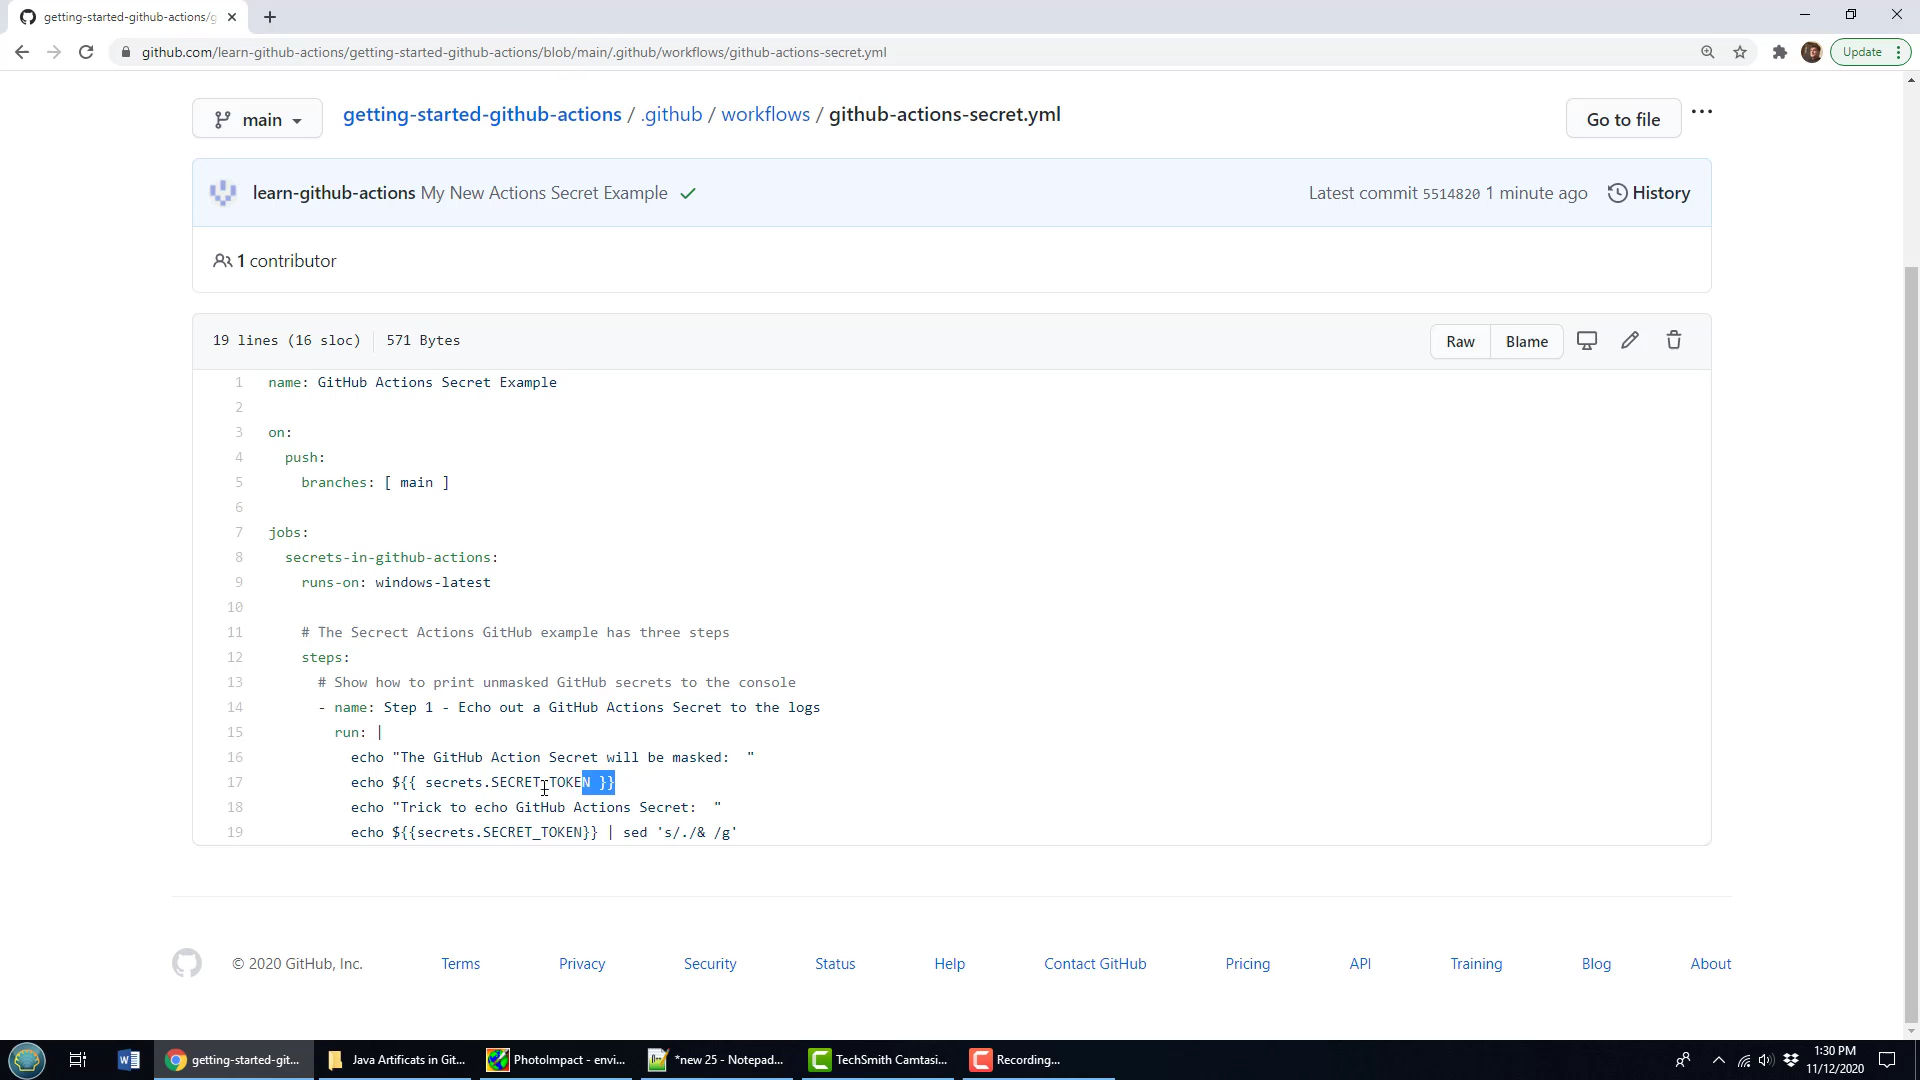 getting-started-github-actions/g
github.com/learn-github-actions/getting-started-github-actions/blob/main/.github/workflows/github-actions-secret.yml
Update
main
getting-started-github-actions / .github / workflows / github-actions-secret.yml
Go to file
learn-github-actions My New Actions Secret Example
Latest commit 5514820 1 minute ago
History
1 contributor
19 lines (16 sloc) 571 Bytes
Raw
Blame
1 name: GitHub Actions Secret Example
2
3 on:
4 push:
5 branches: [ main ]
6
7 jobs:
8 secrets-in-github-actions:
9 runs-on: windows-latest
10
11 # The Secrect Actions GitHub example has three steps
12 steps:
13 # Show how to print unmasked GitHub secrets to the console
14 - name: Step 1 - Echo out a GitHub Actions Secret to the logs
15 run: |
16 echo "The GitHub Action Secret will be masked:  "
17 echo ${{ secrets.SECRET_TOKEN }}
18 echo "Trick to echo GitHub Actions Secret:  "
19 echo ${{secrets.SECRET_TOKEN}} | sed 's/./& /g'
© 2020 GitHub, Inc.
Terms
Privacy
Security
Status
Help
Contact GitHub
Pricing
API
Training
Blog
About
getting-started-git...
Java Artificats in Git...
PhotoImpact - envi...
*new 25 - Notepad...
TechSmith Camtasi...
Recording...
1:30 PM
11/12/2020